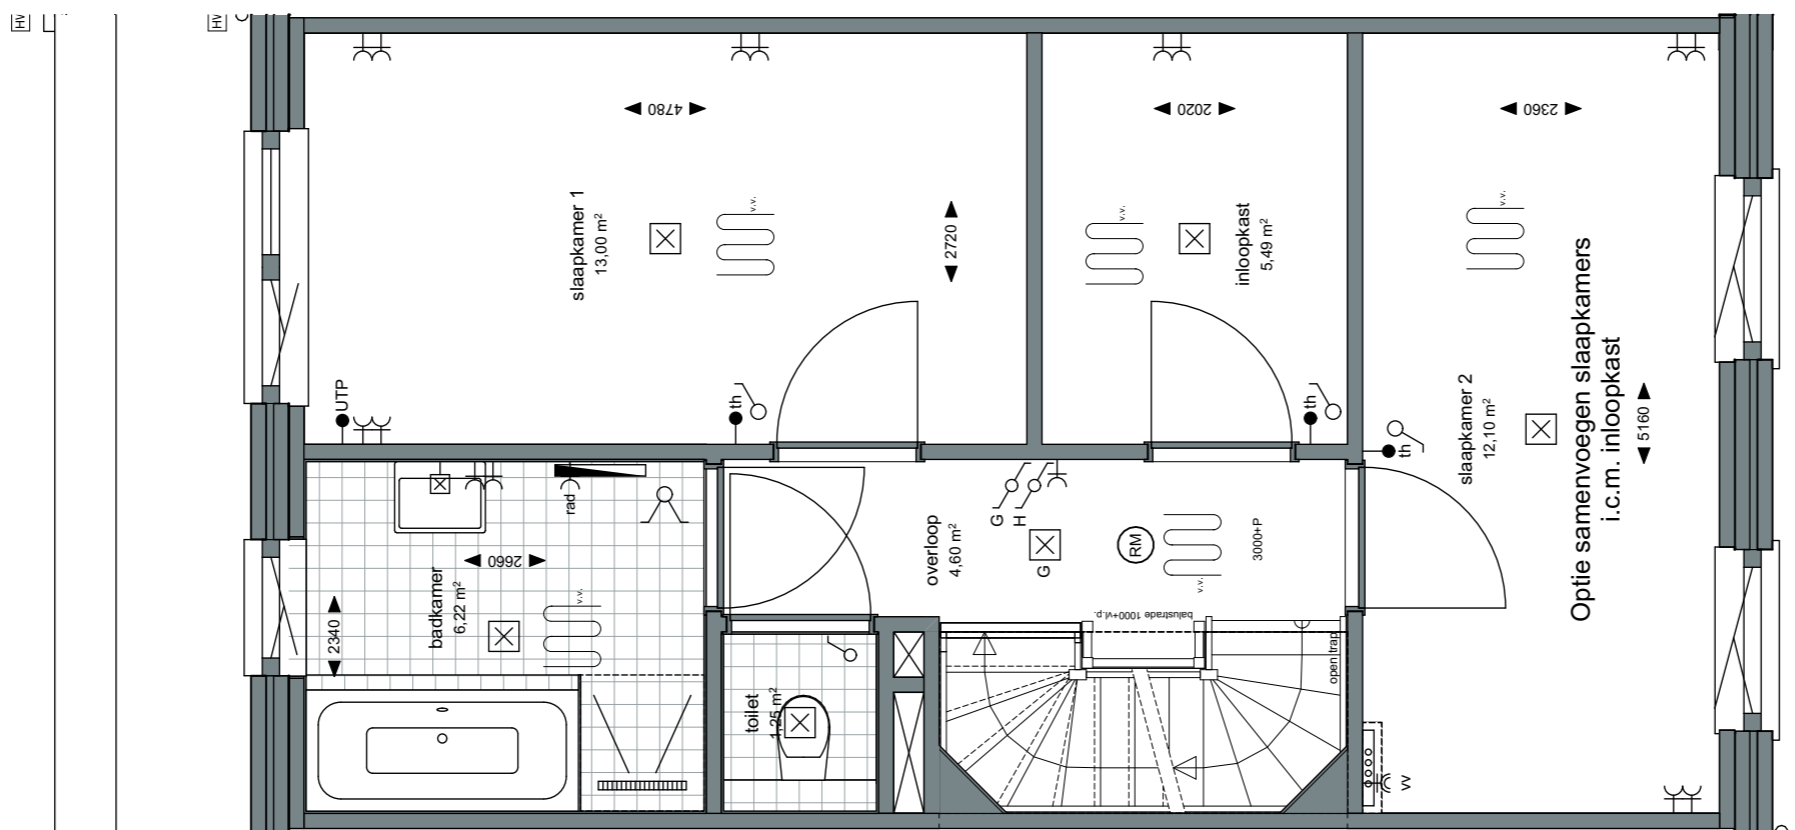 HV
HV
4780
2020
2360
slaapkamer 1
13,00 m²
v.v.
2720
v.v.
inloopkast
5,49 m²
v.v.
Optie samenvoegen slaapkamers
i.c.m. inloopkast
slaapkamer 2
12,10 m²
5160
UTP
th
th
th
rad
2660
badkamer
6,22 m²
2340
v.v.
overloop
4,60 m²
G
H
G
RM
v.v.
3000+P
balustrade 1000+vl.p.
open trap
toilet
1,25 m²
VV